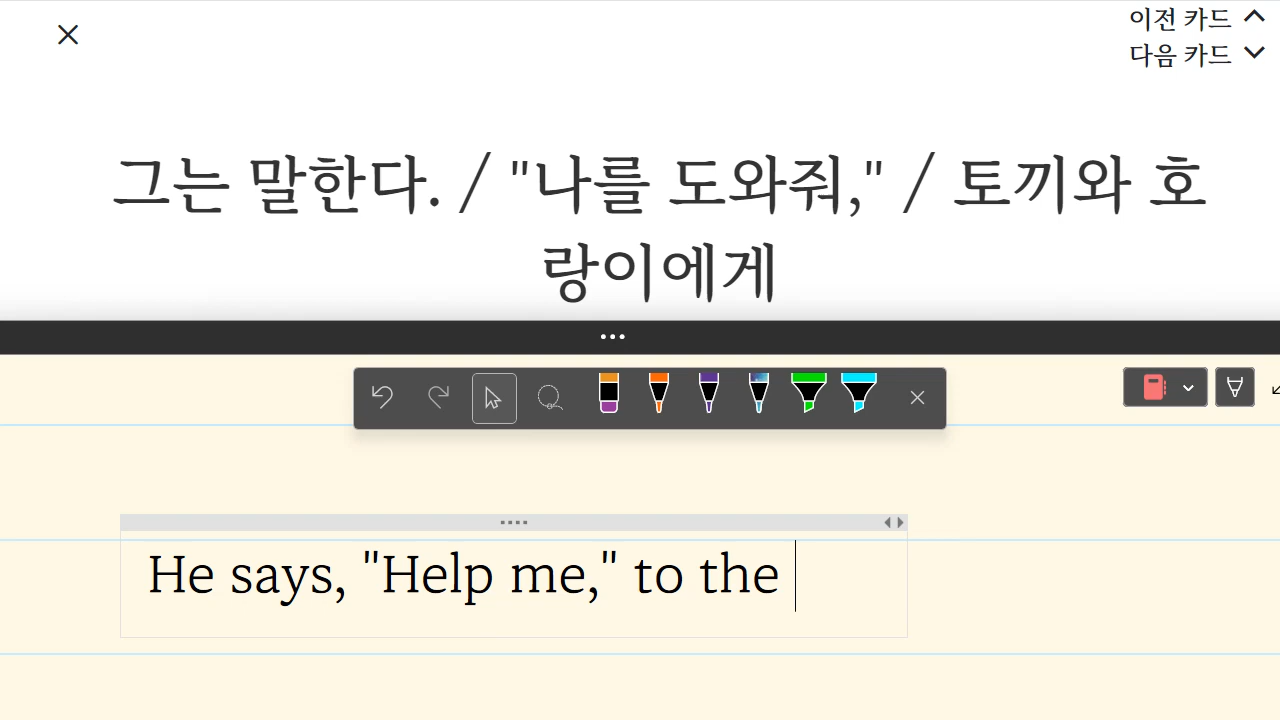 이전 카드
다음 카드
그는 말한다. / "나를 도와줘," / 토끼와 호
랑이에게
He says, "Help me," to the